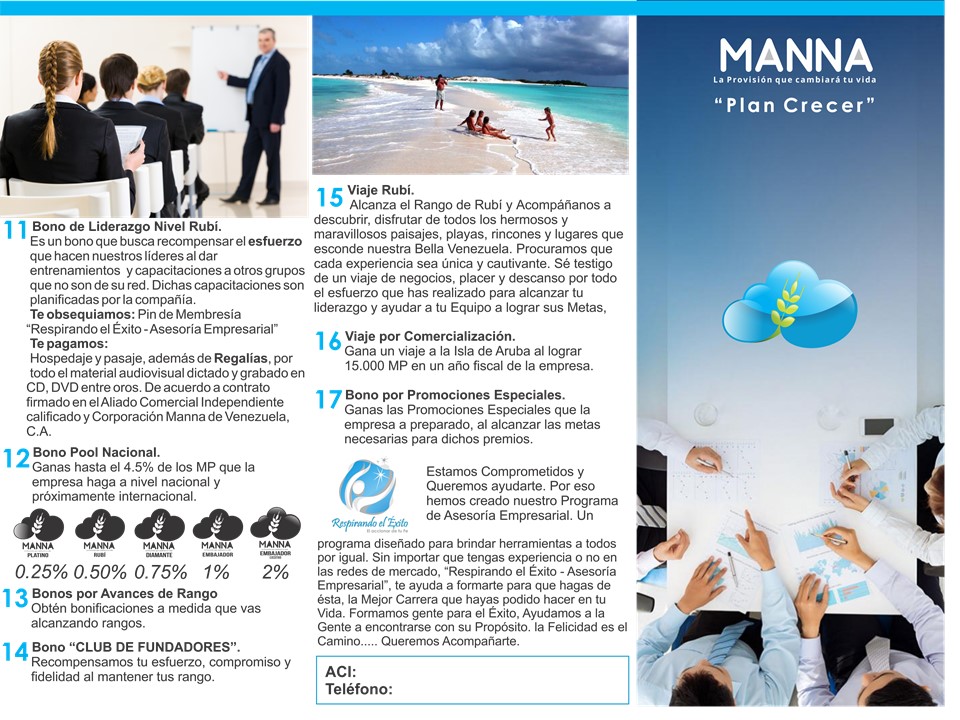 11 Bono de Liderazgo Nivel Rubí.
Es un bono que busca recompensar el esfuerzo
que hacen nuestros líderes al dar
entrenamientos y capacitaciones a otros grupos
que no son de su red. Dichas capacitaciones son
planificadas por la compañía.
Te obsequiamos: Pin de Membresía
“Respirando el Éxito - Asesoría Empresarial”
Te pagamos:
Hospedaje y pasaje, además de Regalías, por
todo el material audiovisual dictado y grabado en
CD, DVD entre oros. De acuerdo a contrato
firmado en el Aliado Comercial Independiente
calificado y Corporación Manna de Venezuela,
C.A.
12 Bono Pool Nacional.
Ganas hasta el 4.5% de los MP que la
empresa haga a nivel nacional y
próximamente internacional.
MANNA MANNA MANNA MANNA MANNA
PLATINO RUBÍ DIAMANTE EMBAJADOR EMBAJADOR
0.25% 0.50% 0.75% 1% 2%
13 Bonos por Avances de Rango
Obtén bonificaciones a medida que vas
alcanzando rangos.
14 Bono “CLUB DE FUNDADORES”.
Recompensamos tu esfuerzo, compromiso y
fidelidad al mantener tus rango.
15 Viaje Rubí.
Alcanza el Rango de Rubí y Acompáñanos a
descubrir, disfrutar de todos los hermosos y
maravillosos paisajes, playas, rincones y lugares que
esconde nuestra Bella Venezuela. Procuramos que
cada experiencia sea única y cautivante. Sé testigo
de un viaje de negocios, placer y descanso por todo
el esfuerzo que has realizado para alcanzar tu
liderazgo y ayudar a tu Equipo a lograr sus Metas,
16 Viaje por Comercialización.
Gana un viaje a la Isla de Aruba al lograr
15.000 MP en un año fiscal de la empresa.
17 Bono por Promociones Especiales.
Ganas las Promociones Especiales que la
empresa a preparado, al alcanzar las metas
necesarias para dichos premios.
Respirando el Éxito
Estamos Comprometidos y
Queremos ayudarte. Por eso
hemos creado nuestro Programa
de Asesoría Empresarial. Un
programa diseñado para brindar herramientas a todos
por igual. Sin importar que tengas experiencia o no en
las redes de mercado, “Respirando el Éxito - Asesoría
Empresarial”, te ayuda a formarte para que hagas de
ésta, la Mejor Carrera que hayas podido hacer en tu
Vida. Formamos gente para el Éxito, Ayudamos a la
Gente a encontrarse con su Propósito. la Felicidad es el
Camino..... Queremos Acompañarte.
ACI:
Teléfono:
MANNA
La Provisión que cambiará tu vida
“Plan Crecer”